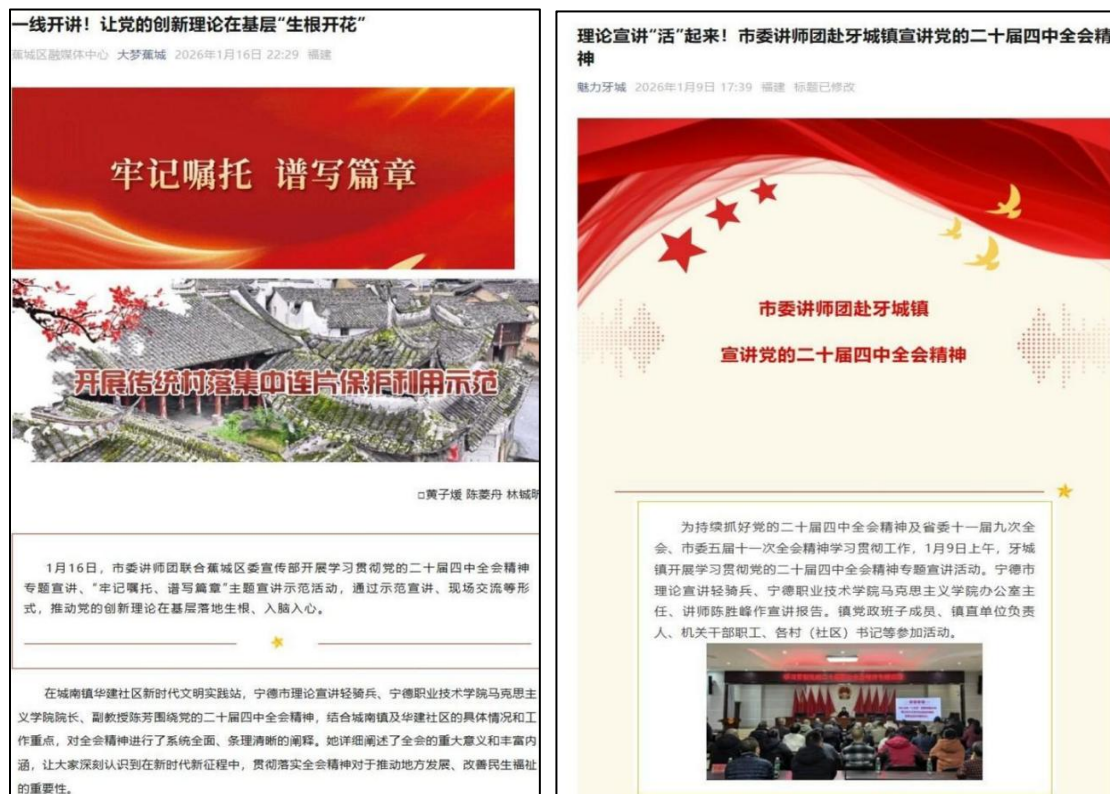 一线开讲！让党的创新理论在基层“生根开花”
蕉城区融媒体中心 大梦蕉城 2026年1月16日 22:29 福建
牢记嘱托 谱写篇章
开展传统村落集中连片保护利用示范
□黄子媛 陈菱舟 林铖
1月16日，市委讲师团联合蕉城区委宣传部开展学习贯彻党的二十届四中全会精神
专题宣讲、“牢记嘱托、谱写篇章”主题宣讲示范活动，通过示范宣讲、现场交流等形
式，推动党的创新理论在基层落地生根、入脑入心。
在城南镇华建社区新时代文明实践站，宁德市理论宣讲轻骑兵、宁德职业技术学院马克思主
义学院院长、副教授陈芳围绕党的二十届四中全会精神，结合城南镇及华建社区的具体情况和工
作重点，对全会精神进行了系统全面、条理清晰的阐释。她详细阐述了全会的重大意义和丰富内
涵，让大家深刻认识到在新时代新征程中，贯彻落实全会精神对于推动地方发展、改善民生福祉
的重要性。
理论宣讲“活”起来！市委讲师团赴牙城镇宣讲党的二十届四中全会精
神
魅力牙城 2026年1月9日 17:39 福建 标题已修改
市委讲师团赴牙城镇
宣讲党的二十届四中全会精神
为持续抓好党的二十届四中全会精神及省委十一届九次全
会、市委五届十一次全会精神学习贯彻工作，1月9日上午，牙城
镇开展学习贯彻党的二十届四中全会精神专题宣讲活动。宁德市
理论宣讲轻骑兵、宁德职业技术学院马克思主义学院办公室主
任、讲师陈胜峰作宣讲报告。镇党政班子成员、镇直单位负责
人、机关干部职工、各村（社区）书记等参加活动。